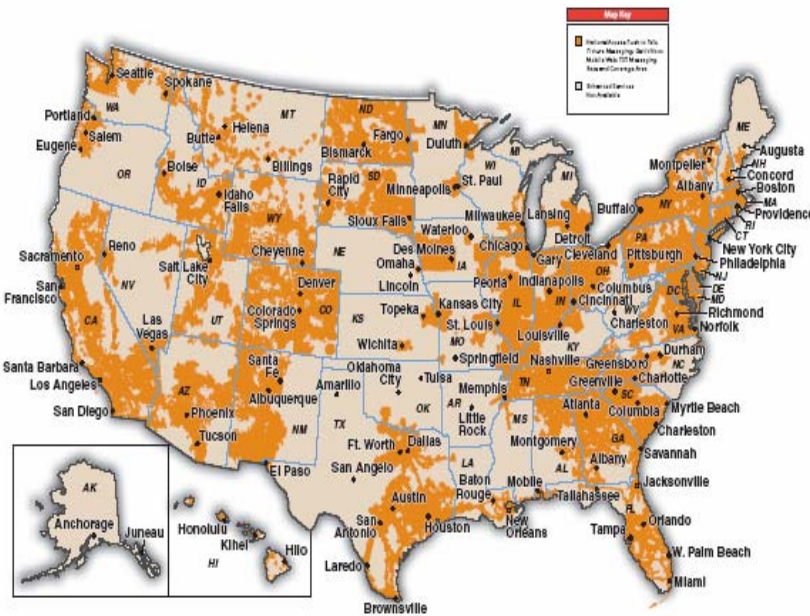 Map Key
Enhanced Services
Not Available
Seattle
Spokane
WA
Portland
Salem
Eugene
OR
MT
Helena
Butte
Billings
Boise
ID
Idaho
Falls
WY
Cheyenne
ND
Fargo
Bismarck
Rapid
City
SD
Sioux Falls
MN
Duluth
Minneapolis
St. Paul
WI
MI
MI
Milwaukee
Lansing
Detroit
Waterloo
Des Moines
IA
Chicago
Gary
Cleveland
Buffalo
NY
Albany
Montpelier
VT
ME
Augusta
NH
Concord
Boston
MA
Providence
RI
CT
New York City
Philadelphia
NJ
DE
MD
DC
Richmond
Norfolk
PA
Pittsburgh
OH
Columbus
Cincinnati
WV
Charleston
VA
Indianapolis
IN
IL
Peoria
Sacramento
San
Francisco
Reno
NV
CA
Las
Vegas
Salt Lake
City
UT
Denver
Colorado
Springs
CO
NE
Omaha
Lincoln
KS
Topeka
Wichita
Kansas City
St. Louis
MO
Springfield
Louisville
KY
Nashville
TN
Memphis
Greensboro
Durham
NC
Charlotte
Greenville
SC
Columbia
Myrtle Beach
Charleston
Santa Barbara
Los Angeles
San Diego
AZ
Phoenix
Tucson
Santa
Fe
Albuquerque
NM
El Paso
Amarillo
Oklahoma
City
Tulsa
OK
AR
Little
Rock
MS
Atlanta
GA
Montgomery
AL
Albany
Savannah
Jacksonville
Tallahassee
Mobile
TX
Ft. Worth
Dallas
San Angelo
Austin
San
Antonio
Houston
Laredo
Brownsville
LA
Baton
Rouge
New
Orleans
FL
Orlando
Tampa
W. Palm Beach
Miami
AK
Anchorage
Juneau
Honolulu
Kihei
Hilo
HI